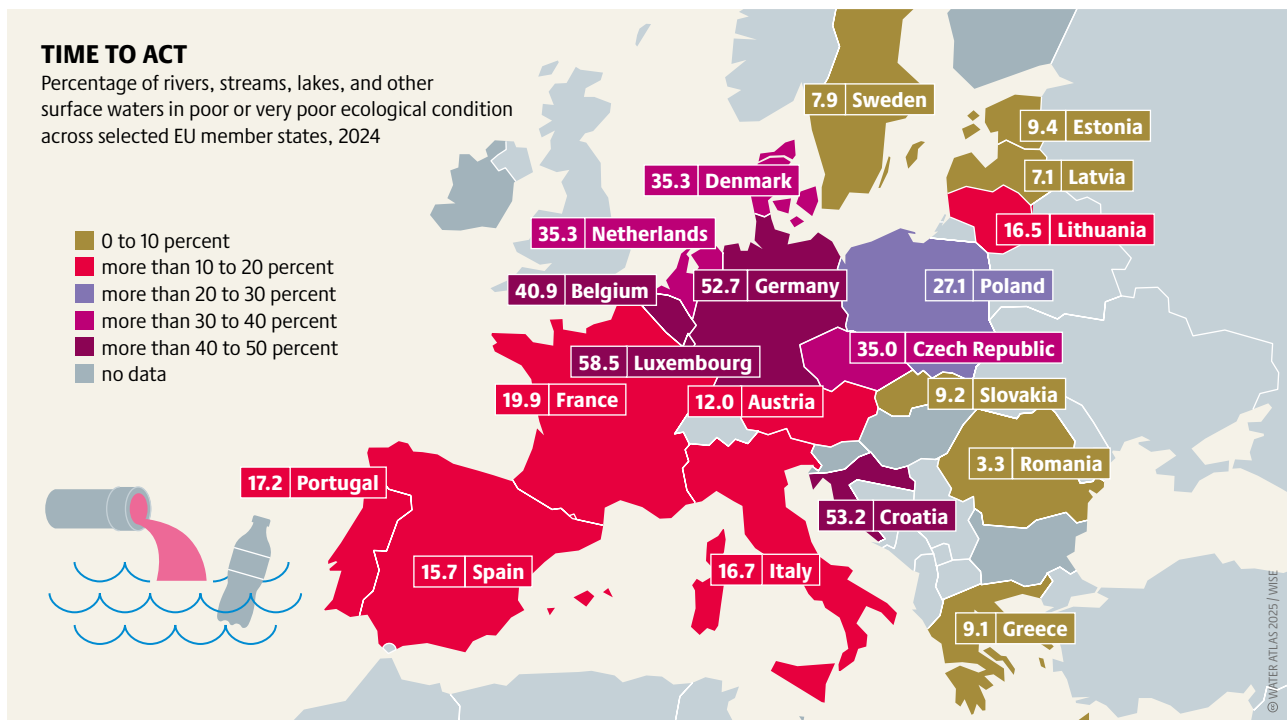 TIME TO ACT
Percentage of rivers, streams, lakes, and other
surface waters in poor or very poor ecological condition
across selected EU member states, 2024
0 to 10 percent
more than 10 to 20 percent
more than 20 to 30 percent
more than 30 to 40 percent
more than 40 to 50 percent
no data
7.9 Sweden
9.4 Estonia
7.1 Latvia
35.3 Denmark
16.5 Lithuania
35.3 Netherlands
40.9 Belgium
52.7 Germany
27.1 Poland
58.5 Luxembourg
35.0 Czech Republic
19.9 France
12.0 Austria
9.2 Slovakia
3.3 Romania
17.2 Portugal
53.2 Croatia
15.7 Spain
16.7 Italy
9.1 Greece
© WATER ATLAS 2025 / WISE